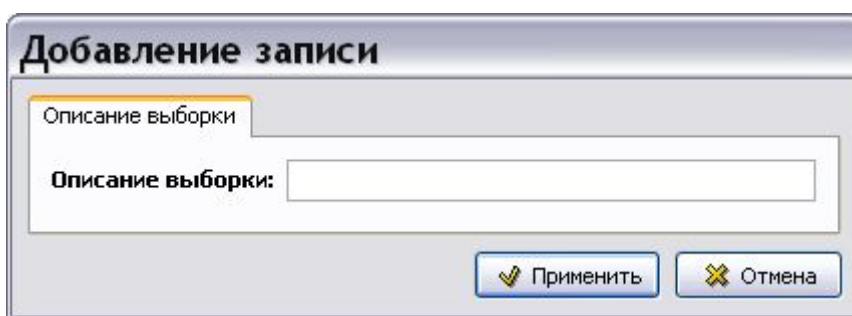 Добавление записи
Описание выборки
Описание выборки:
Применить Отмена